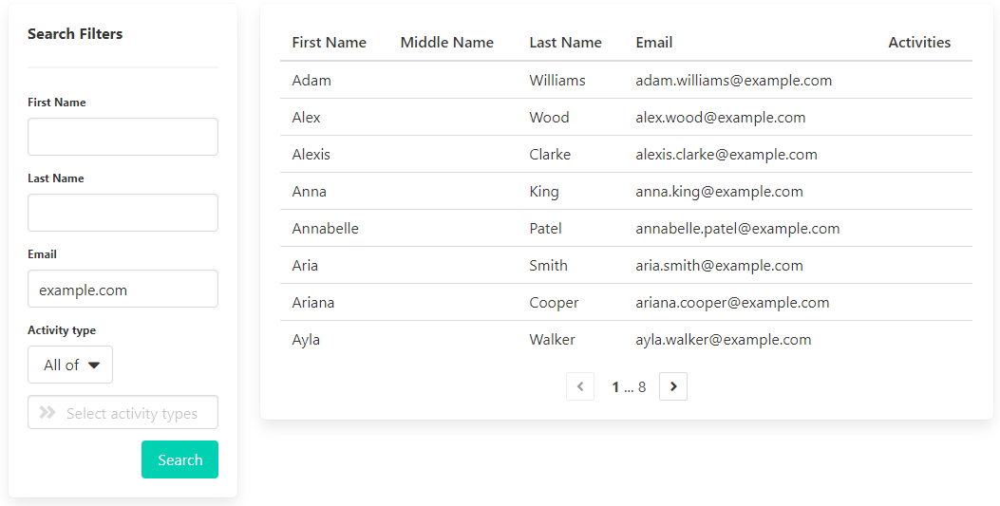 Search Filters
First Name
Last Name
Email
example.com
Activity type
All of
Select activity types
Search
First Name Middle Name Last Name Email Activities
Adam Williams adam.williams@example.com
Alex Wood alex.wood@example.com
Alexis Clarke alexis.clarke@example.com
Anna King anna.king@example.com
Annabelle Patel annabelle.patel@example.com
Aria Smith aria.smith@example.com
Ariana Cooper ariana.cooper@example.com
Ayla Walker ayla.walker@example.com
1 ... 8